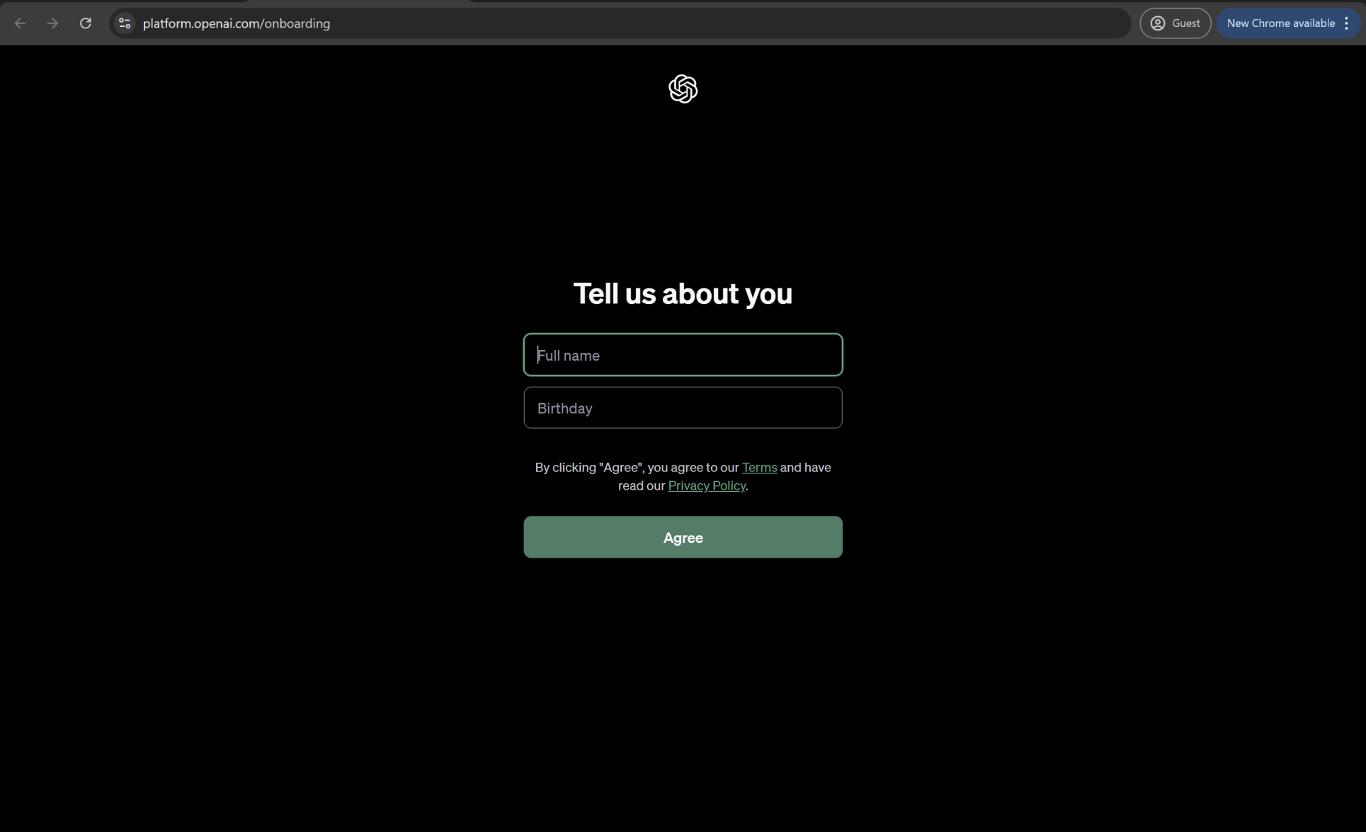 platform.openai.com/onboarding
Guest
New Chrome available
Tell us about you
Full name
Birthday
By clicking "Agree", you agree to our Terms and have
read our Privacy Policy.
Agree